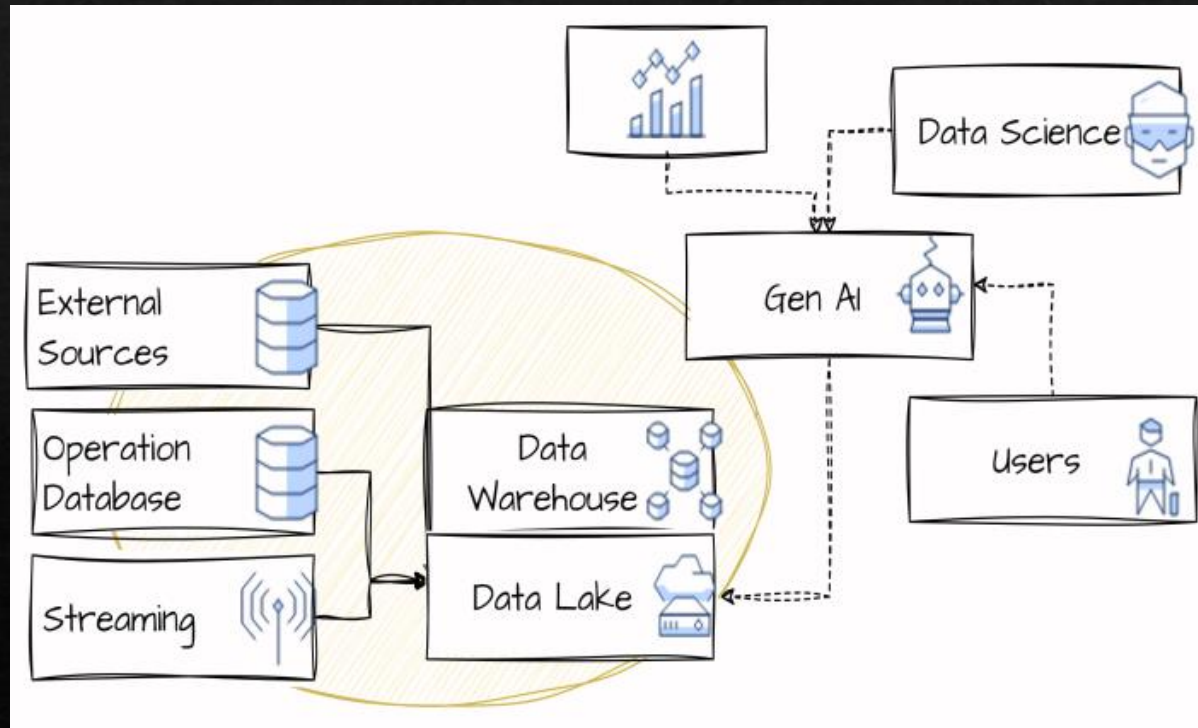 Data Science
Gen AI
External
Sources
Operation
Database
Data
Warehouse
Users
Streaming
Data Lake